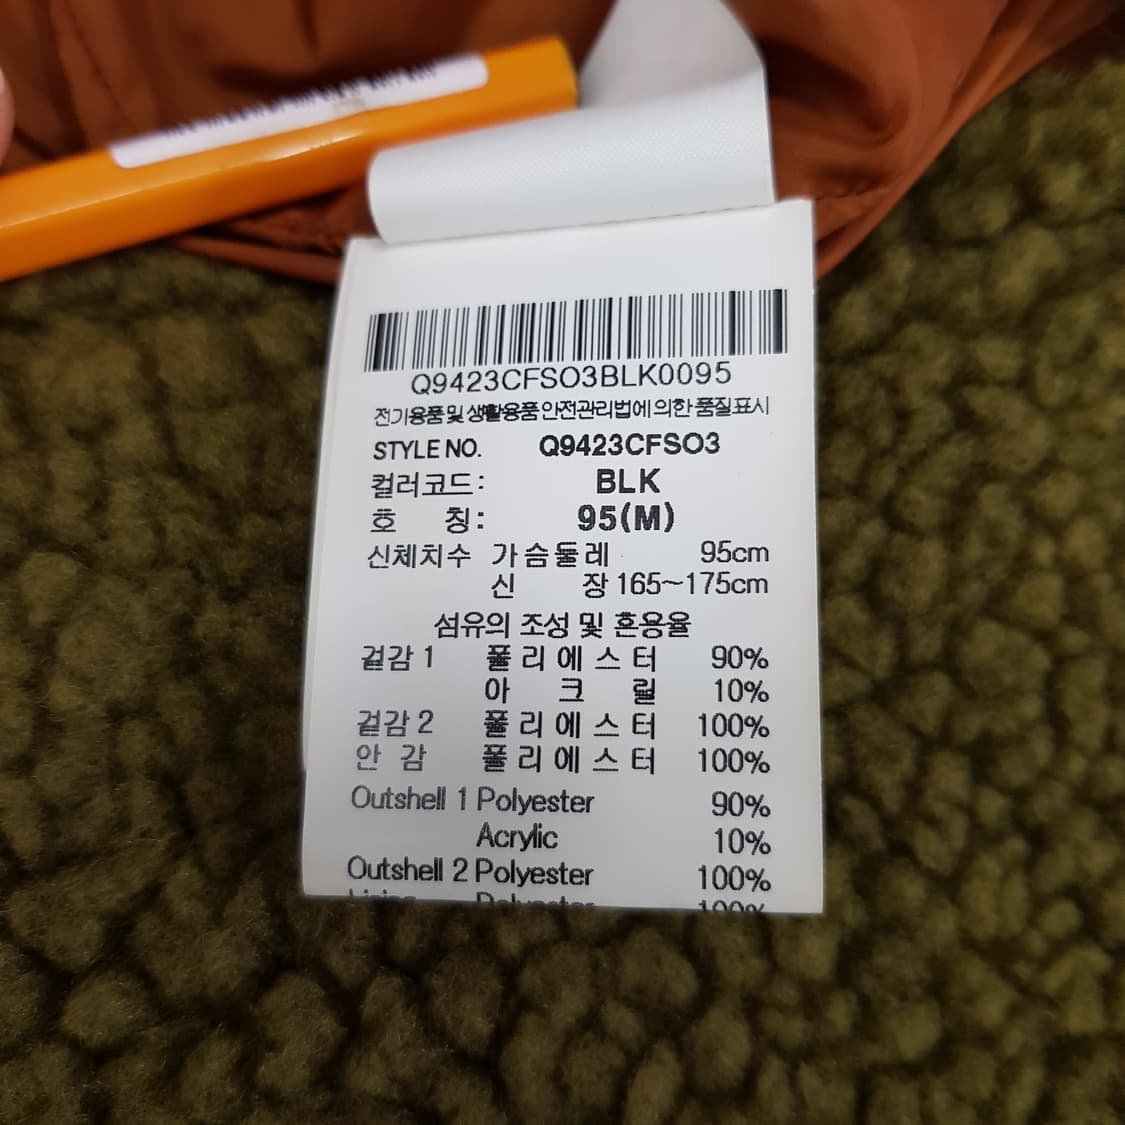 Q9423CFSO3BLK0095
전기용품및생활용품안전관리법에의한품질표시
STYLE NO. Q9423CFSO3
컬러코드: BLK
호 칭: 95(M)
신체치수 가슴둘레 95cm
신 장 165~175cm
섬유의 조성 및 혼용율
겉감1 폴리에스터 90%
아 크 릴 10%
겉감2 폴리에스터 100%
안 감 폴리에스터 100%
Outshell 1 Polyester 90%
Acrylic 10%
Outshell 2 Polyester 100%